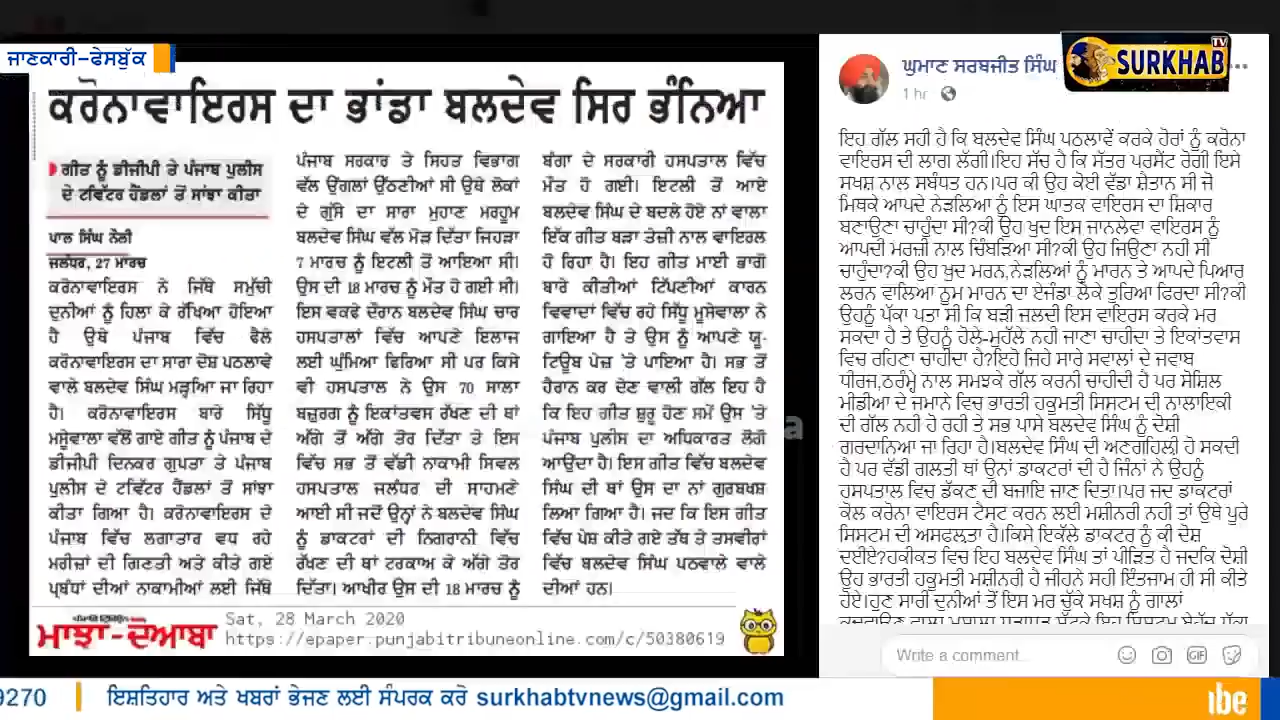 ਜਾਣਕਾਰੀ-ਫੇਸਬੁੱਕ
ਕਰੋਨਾਵਾਇਰਸ ਦਾ ਭਾਂਡਾ ਬਲਦੇਵ ਸਿਰ ਭੰਨਿਆ
ਗੀਤ ਨੂੰ ਡੀਜੀਪੀ ਤੇ ਪੰਜਾਬ ਪੁਲੀਸ
ਦੇ ਟਵਿੱਟਰ ਹੈਂਡਲਾਂ ਤੋਂ ਸਾਂਝਾ ਕੀਤਾ
ਪਾਲ ਸਿੰਘ ਨੌਲੀ
ਜਲੰਧਰ, 27 ਮਾਰਚ
ਕਰੋਨਾਵਾਇਰਸ ਨੇ ਜਿੱਥੇ ਸਮੁੱਚੀ
ਦੁਨੀਆਂ ਨੂੰ ਹਿਲਾ ਕੇ ਰੱਖਿਆ ਹੋਇਆ
ਹੈ ਉਥੇ ਪੰਜਾਬ ਵਿੱਚ ਫੈਲੇ
ਕਰੋਨਾਵਾਇਰਸ ਦਾ ਸਾਰਾ ਦੋਸ਼ ਪਠਲਾਵੇ
ਵਾਲੇ ਬਲਦੇਵ ਸਿੰਘ ਮੜ੍ਹਿਆ ਜਾ ਰਿਹਾ
ਹੈ। ਕਰੋਨਾਵਾਇਰਸ ਬਾਰੇ ਸਿੱਧੂ
ਮੂਸੇਵਾਲਾ ਵੱਲੋਂ ਗਾਏ ਗੀਤ ਨੂੰ ਪੰਜਾਬ ਦੇ
ਡੀਜੀਪੀ ਦਿਨਕਰ ਗੁਪਤਾ ਤੇ ਪੰਜਾਬ
ਪੁਲੀਸ ਦੇ ਟਵਿੱਟਰ ਹੈਂਡਲਾਂ ਤੋਂ ਸਾਂਝਾ
ਕੀਤਾ ਗਿਆ ਹੈ। ਕਰੋਨਾਵਾਇਰਸ ਦੇ
ਪੰਜਾਬ ਵਿੱਚ ਲਗਾਤਾਰ ਵਧ ਰਹੇ
ਮਰੀਜ਼ਾਂ ਦੀ ਗਿਣਤੀ ਅਤੇ ਕੀਤੇ ਗਏ
ਪ੍ਰਬੰਧਾਂ ਦੀਆਂ ਨਾਕਾਮੀਆਂ ਲਈ ਜਿੱਥੇ
ਪੰਜਾਬ ਸਰਕਾਰ ਤੇ ਸਿਹਤ ਵਿਭਾਗ
ਵੱਲ ਉਂਗਲਾਂ ਉੱਠਣੀਆਂ ਸੀ ਉਥੇ ਲੋਕਾਂ
ਦੇ ਗੁੱਸੇ ਦਾ ਸਾਰਾ ਮੁਹਾਣ ਮਰਹੂਮ
ਬਲਦੇਵ ਸਿੰਘ ਵੱਲ ਮੋੜ ਦਿੱਤਾ ਜਿਹੜਾ
7 ਮਾਰਚ ਨੂੰ ਇਟਲੀ ਤੋਂ ਆਇਆ ਸੀ।
ਉਸ ਦੀ 18 ਮਾਰਚ ਨੂੰ ਮੌਤ ਹੋ ਗਈ ਸੀ।
ਇਸ ਵਕਫੇ ਦੌਰਾਨ ਬਲਦੇਵ ਸਿੰਘ ਚਾਰ
ਹਸਪਤਾਲਾਂ ਵਿੱਚ ਆਪਣੇ ਇਲਾਜ
ਲਈ ਘੁੰਮਿਆ ਫਿਰਿਆ ਸੀ ਪਰ ਕਿਸੇ
ਵੀ ਹਸਪਤਾਲ ਨੇ ਉਸ 70 ਸਾਲਾ
ਬਜ਼ੁਰਗ ਨੂੰ ਇਕਾਂਤਵਸ ਰੱਖਣ ਦੀ ਥਾਂ
ਅੱਗੇ ਤੋਂ ਅੱਗੇ ਤੋਰ ਦਿੱਤਾ ਤੇ ਇਸ
ਵਿੱਚ ਸਭ ਤੋਂ ਵੱਡੀ ਨਾਕਾਮੀ ਸਿਵਲ
ਹਸਪਤਾਲ ਜਲੰਧਰ ਦੀ ਸਾਹਮਣੇ
ਆਈ ਸੀ ਜਦੋਂ ਉਨ੍ਹਾਂ ਨੇ ਬਲਦੇਵ ਸਿੰਘ
ਨੂੰ ਡਾਕਟਰਾਂ ਦੀ ਨਿਗਰਾਨੀ ਵਿੱਚ
ਰੱਖਣ ਦੀ ਥਾਂ ਟਰਕਾਅ ਕੇ ਅੱਗੇ ਤੋਰ
ਦਿੱਤਾ। ਆਖੀਰ ਉਸ ਦੀ 18 ਮਾਰਚ ਨੂੰ
ਬੰਗਾ ਦੇ ਸਰਕਾਰੀ ਹਸਪਤਾਲ ਵਿੱਚ
ਮੌਤ ਹੋ ਗਈ। ਇਟਲੀ ਤੋਂ ਆਏ
ਬਲਦੇਵ ਸਿੰਘ ਦੇ ਬਦਲੇ ਹੋਏ ਨਾਂ ਵਾਲਾ
ਇੱਕ ਗੀਤ ਬੜਾ ਤੇਜ਼ੀ ਨਾਲ ਵਾਇਰਲ
ਹੋ ਰਿਹਾ ਹੈ। ਇਹ ਗੀਤ ਮਾਈ ਭਾਗੋ
ਬਾਰੇ ਕੀਤੀਆਂ ਟਿੱਪਣੀਆਂ ਕਾਰਨ
ਵਿਵਾਦਾਂ ਵਿੱਚ ਰਹੇ ਸਿੱਧੂ ਮੂਸੇਵਾਲਾ ਨੇ
ਗਾਇਆ ਹੈ ਤੇ ਉਸ ਨੂੰ ਆਪਣੇ ਯੂ-
ਟਿਊਬ ਪੇਜ 'ਤੇ ਪਾਇਆ ਹੈ। ਸਭ ਤੋਂ
ਹੈਰਾਨ ਕਰ ਦੇਣ ਵਾਲੀ ਗੱਲ ਇਹ ਹੈ
ਕਿ ਇਹ ਗੀਤ ਸ਼ੁਰੂ ਹੋਣ ਸਮੇਂ ਉਸ 'ਤੇ
ਪੰਜਾਬ ਪੁਲੀਸ ਦਾ ਅਧਿਕਾਰਤ ਲੋਗੋ
ਆਉਂਦਾ ਹੈ। ਇਸ ਗੀਤ ਵਿੱਚ ਬਲਦੇਵ
ਸਿੰਘ ਦੀ ਥਾਂ ਉਸ ਦਾ ਨਾਂ ਗੁਰਬਖਸ਼
ਲਿਆ ਗਿਆ ਹੈ। ਜਦ ਕਿ ਇਸ ਗੀਤ
ਵਿੱਚ ਪੇਸ਼ ਕੀਤੇ ਗਏ ਤੱਥ ਤੇ ਤਸਵੀਰਾਂ
ਵਿੱਚ ਬਲਦੇਵ ਸਿੰਘ ਪਠਵਾਲੇ ਵਾਲੇ
ਦੀਆਂ ਹਨ।
ਮਾਝਾ-ਦੋਆਬਾ
Sat, 28 March 2020
https://epaper.punjabitribuneonline.com/c/50380619
ਘੁਮਾਣ ਸਰਬਜੀਤ ਸਿੰਘ
SURKHAB TV
1 hr
ਇਹ ਗੱਲ ਸਹੀ ਹੈ ਕਿ ਬਲਦੇਵ ਸਿੰਘ ਪਠਲਾਵੇਂ ਕਰਕੇ ਹੋਰਾਂ ਨੂੰ ਕਰੋਨਾ
ਵਾਇਰਸ ਦੀ ਲਾਗ ਲੱਗੀ।ਇਹ ਸੱਚ ਹੈ ਕਿ ਸੱਤਰ ਪਰਸੈਂਟ ਰੋਗੀ ਇਸੇ
ਸਖਸ਼ ਨਾਲ ਸਬੰਧਤ ਹਨ।ਪਰ ਕੀ ਉਹ ਕੋਈ ਵੱਡਾ ਸ਼ੈਤਾਨ ਸੀ ਜੋ
ਮਿਥਕੇ ਆਪਦੇ ਨੇੜਲਿਆ ਨੂੰ ਇਸ ਘਾਤਕ ਵਾਇਰਸ ਦਾ ਸ਼ਿਕਾਰ
ਬਣਾਉਣਾ ਚਾਹੁੰਦਾ ਸੀ?ਕੀ ਉਹ ਖੁਦ ਇਸ ਜਾਨਲੇਵਾ ਵਾਇਰਸ ਨੂੰ
ਆਪਦੀ ਮਰਜ਼ੀ ਨਾਲ ਚਿੰਬੜਿਆ ਸੀ?ਕੀ ਉਹ ਜਿਉਣਾ ਨਹੀ ਸੀ
ਚਾਹੁੰਦਾ?ਕੀ ਉਹ ਖੁਦ ਮਰਨ,ਨੇੜਲਿਆਂ ਨੂੰ ਮਾਰਨ ਤੇ ਆਪਦੇ ਪਿਆਰ
ਲਰਨ ਵਾਲਿਆ ਨੂਮ ਮਾਰਨ ਦਾ ਏਜੰਡਾ ਲੈਕੇ ਤੁਰਿਆ ਫਿਰਦਾ ਸੀ?ਕੀ
ਉਹਨੂੰ ਪੱਕਾ ਪਤਾ ਸੀ ਕਿ ਬੜੀ ਜਲਦੀ ਇਸ ਵਾਇਰਸ ਕਰਕੇ ਮਰ
ਸਕਦਾ ਹੈ ਤੇ ਉਹਨੂੰ ਹੋਲੇ-ਮੁਹੱਲੇ ਨਹੀ ਜਾਣਾ ਚਾਹੀਦਾ ਤੇ ਇਕਾਂਤਵਾਸ
ਵਿਚ ਰਹਿਣਾ ਚਾਹੀਦਾ ਹੈ?ਇਹੋ ਜਿਹੇ ਸਾਰੇ ਸਵਾਲਾਂ ਦੇ ਜਵਾਬ
ਧੀਰਜ,ਠਰੰਮ੍ਹੇ ਨਾਲ ਸਮਝਕੇ ਗੱਲ ਕਰਨੀ ਚਾਹੀਦੀ ਹੈ ਪਰ ਸੋਸ਼ਿਲ
ਮੀਡੀਆ ਦੇ ਜਮਾਨੇ ਵਿਚ ਭਾਰਤੀ ਹਕੂਮਤੀ ਸਿਸਟਮ ਦੀ ਨਾਲਾਇਕੀ
ਦੀ ਗੱਲ ਨਹੀ ਹੋ ਰਹੀ ਤੇ ਸਭ ਪਾਸੇ ਬਲਦੇਵ ਸਿੰਘ ਨੂੰ ਦੋਸ਼ੀ
ਗਰਦਾਨਿਆ ਜਾ ਰਿਹਾ ਹੈ।ਬਲਦੇਵ ਸਿੰਘ ਦੀ ਅਣਗਹਿਲੀ ਹੋ ਸਕਦੀ
ਹੈ ਪਰ ਵੱਡੀ ਗਲਤੀ ਥਾਂ ਉਨਾਂ ਡਾਕਟਰਾਂ ਦੀ ਹੈ ਜਿੰਨਾਂ ਨੇ ਉਹਨੂੰ
ਹਸਪਤਾਲ ਵਿਚ ਡੱਕਣ ਦੀ ਬਜਾਇ ਜਾਣ ਦਿਤਾ।ਪਰ ਜਦ ਡਾਕਟਰਾਂ
ਕੋਲ ਕਰੋਨਾ ਵਾਇਰਸ ਟੈਸਟ ਕਰਨ ਲਈ ਮਸ਼ੀਨਰੀ ਨਹੀ ਤਾਂ ਉਥੇ ਪੂਰੇ
ਸਿਸਟਮ ਦੀ ਅਸਫਲਤਾ ਹੈ।ਕਿਸੇ ਇਕੱਲੇ ਡਾਕਟਰ ਨੂੰ ਕੀ ਦੋਸ਼
ਦਈਏ?ਹਕੀਕਤ ਵਿਚ ਇਹ ਬਲਦੇਵ ਸਿੰਘ ਤਾਂ ਪੀੜਿਤ ਹੈ ਜਦਕਿ ਦੋਸ਼ੀ
ਉਹ ਭਾਰਤੀ ਹਕੂਮਤੀ ਮਸ਼ੀਨਰੀ ਹੈ ਜੀਹਨੇ ਸਹੀ ਇੰਤਜਾਮ ਹੀ ਸੀ ਕੀਤੇ
ਹੋਏ।ਹੁਣ ਸਾਰੀ ਦੁਨੀਆਂ ਤੋਂ ਇਸ ਮਰ ਚੁੱਕੇ ਸਖਸ਼ ਨੂੰ ਗਾਲਾਂ
Write a comment...
GIF
9270
ਇਸ਼ਤਿਹਾਰ ਅਤੇ ਖਬਰਾਂ ਭੇਜਣ ਲਈ ਸੰਪਰਕ ਕਰੋ surkhabtvnews@gmail.com
ibe